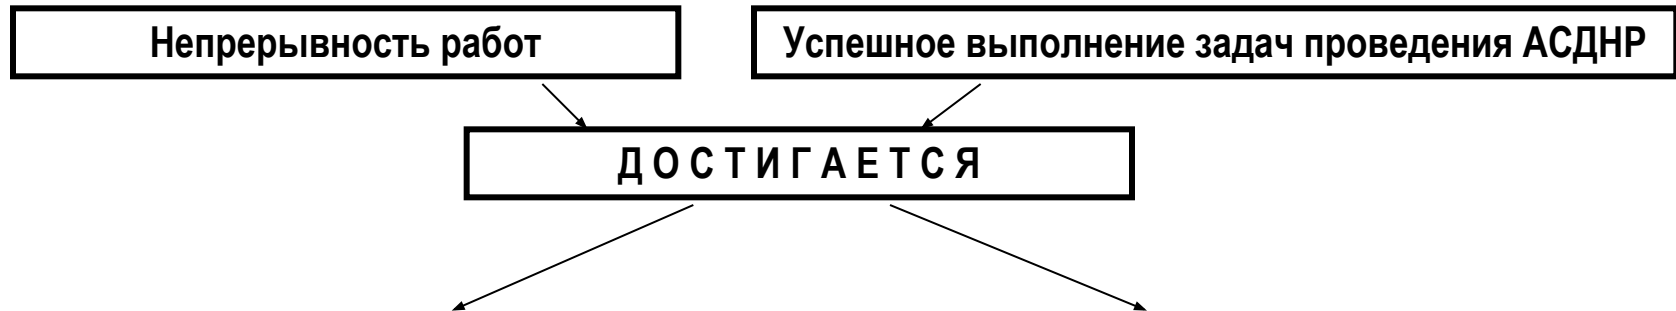 Непрерывность работ
Успешное выполнение задач проведения АСДНР
Д О С Т И Г А Е Т С Я